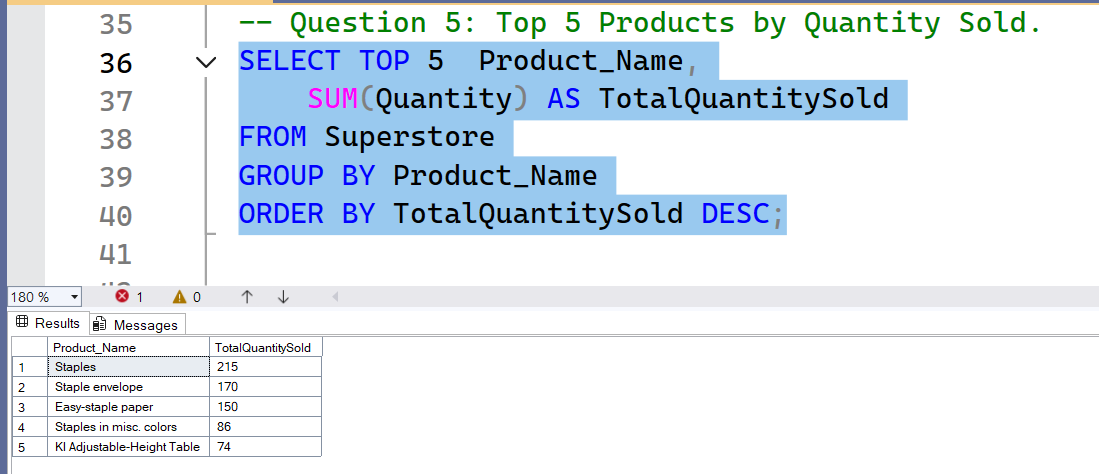 35 -- Question 5: Top 5 Products by Quantity Sold.
36 SELECT TOP 5  Product_Name,
37 SUM(Quantity) AS TotalQuantitySold
38 FROM Superstore
39 GROUP BY Product_Name
40 ORDER BY TotalQuantitySold DESC;
41
180 % 1 0
Results Messages
Product_Name TotalQuantitySold
1 Staples 215
2 Staple envelope 170
3 Easy-staple paper 150
4 Staples in misc. colors 86
5 KI Adjustable-Height Table 74